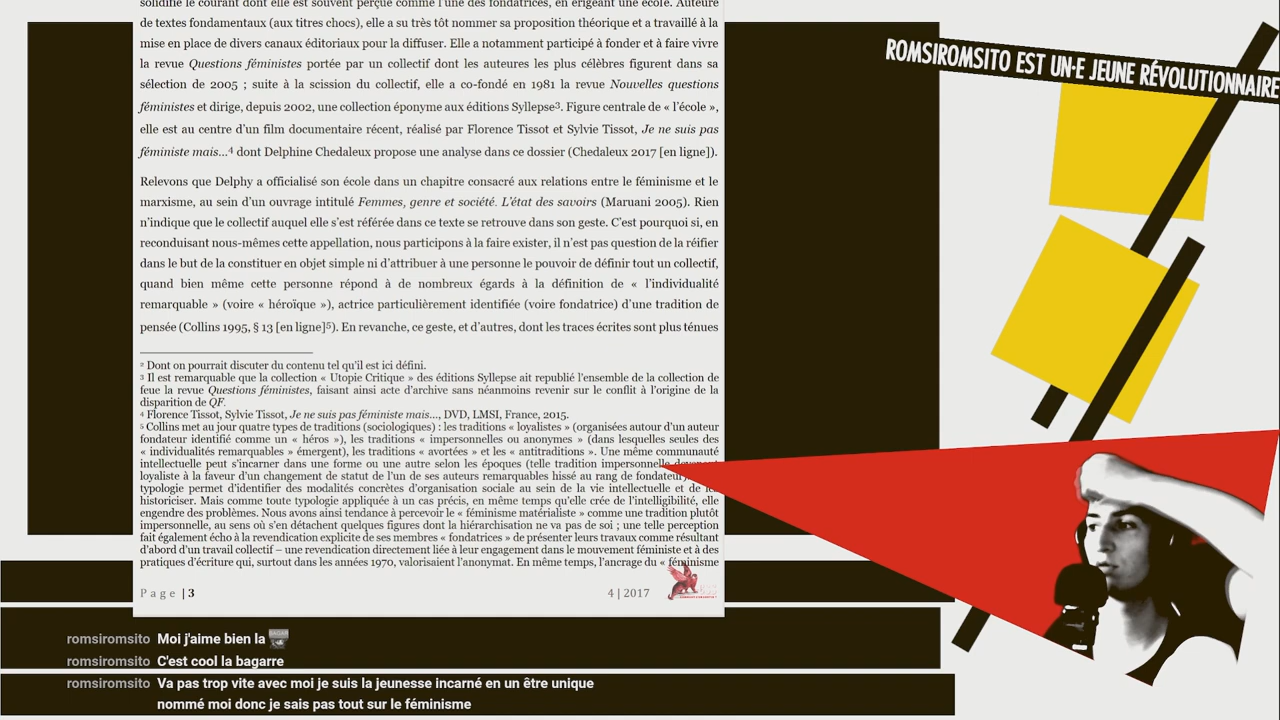 solidifié le courant dont elle est souvent perçue comme l'une des fondatrices, en érigeant une école. Auteure
de textes fondamentaux (aux titres chocs), elle a su très tôt nommer sa proposition théorique et a travaillé à la
mise en place de divers canaux éditoriaux pour la diffuser. Elle a notamment participé à fonder et à faire vivre
la revue Questions féministes portée par un collectif dont les auteures les plus célèbres figurent dans sa
sélection de 2005 ; suite à la scission du collectif, elle a co-fondé en 1981 la revue Nouvelles questions
féministes et dirige, depuis 2002, une collection éponyme aux éditions Syllepse³. Figure centrale de « l'école »,
elle est au centre d'un film documentaire récent, réalisé par Florence Tissot et Sylvie Tissot, Je ne suis pas
féministe mais…⁴ dont Delphine Chedaleux propose une analyse dans ce dossier (Chedaleux 2017 [en ligne]).
Relevons que Delphy a officialisé son école dans un chapitre consacré aux relations entre le féminisme et le
marxisme, au sein d'un ouvrage intitulé Femmes, genre et société. L'état des savoirs (Maruani 2005). Rien
n'indique que le collectif auquel elle s'est référée dans ce texte se retrouve dans son geste. C'est pourquoi si, en
reconduisant nous-mêmes cette appellation, nous participons à la faire exister, il n'est pas question de la réifier
dans le but de la constituer en objet simple ni d'attribuer à une personne le pouvoir de définir tout un collectif,
quand bien même cette personne répond à de nombreux égards à la définition de « l'individualité
remarquable » (voire « héroïque »), actrice particulièrement identifiée (voire fondatrice) d'une tradition de
pensée (Collins 1995, § 13 [en ligne]⁵). En revanche, ce geste, et d'autres, dont les traces écrites sont plus ténues
² Dont on pourrait discuter du contenu tel qu'il est ici défini.
³ Il est remarquable que la collection « Utopie Critique » des éditions Syllepse ait republié l'ensemble de la collection de
feue la revue Questions féministes, faisant ainsi acte d'archive sans néanmoins revenir sur le conflit à l'origine de la
disparition de QF.
⁴ Florence Tissot, Sylvie Tissot, Je ne suis pas féministe mais…, DVD, LMSI, France, 2015.
⁵ Collins met au jour quatre types de traditions (sociologiques) : les traditions « loyalistes » (organisées autour d'un auteur
fondateur identifié comme un « héros »), les traditions « impersonnelles ou anonymes » (dans lesquelles seules des
« individualités remarquables » émergent), les traditions « avortées » et les « antitraditions ». Une même communauté
intellectuelle peut s'incarner dans une forme ou une autre selon les époques (telle tradition impersonnelle
loyaliste à la faveur d'un changement de statut de l'un de ses auteurs remarquables hissé au rang de fondateur
typologie permet d'identifier des modalités concrètes d'organisation sociale au sein de la vie intellectuelle et de
historiciser. Mais comme toute typologie appliquée à un cas précis, en même temps qu'elle crée de l'intelligibilité, elle
engendre des problèmes. Nous avons ainsi tendance à percevoir le « féminisme matérialiste » comme une tradition plutôt
impersonnelle, au sens où s'en détachent quelques figures dont la hiérarchisation ne va pas de soi ; une telle perception
fait également écho à la revendication explicite de ses membres « fondatrices » de présenter leurs travaux comme résultant
d'abord d'un travail collectif – une revendication directement liée à leur engagement dans le mouvement féministe et à des
pratiques d'écriture qui, surtout dans les années 1970, valorisaient l'anonymat. En même temps, l'ancrage du « féminisme
Page | 3
4 | 2017
ROMSIROMSITO EST UN·E JEUNE RÉVOLUTIONNAIRE
romsiromsito Moi j'aime bien la
romsiromsito C'est cool la bagarre
romsiromsito Va pas trop vite avec moi je suis la jeunesse incarné en un être unique
nommé moi donc je sais pas tout sur le féminisme